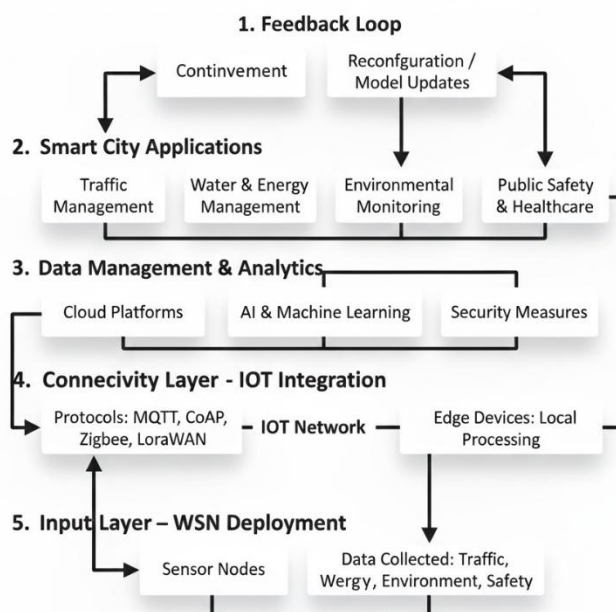 1. Feedback Loop
Continvement
Reconfguration /
Model Updates
2. Smart City Applications
Traffic
Management
Water & Energy
Management
Environmental
Monitoring
Public Safety
& Healthcare
3. Data Management & Analytics
Cloud Platforms
AI & Machine Learning
Security Measures
4. Connecivity Layer - IOT Integration
Protocols: MQTT, CoAP,
Zigbee, LoraWAN
IOT Network
Edge Devices: Local
Processing
5. Input Layer – WSN Deployment
Sensor Nodes
Data Collected: Traffic,
Wergy, Environment, Safety